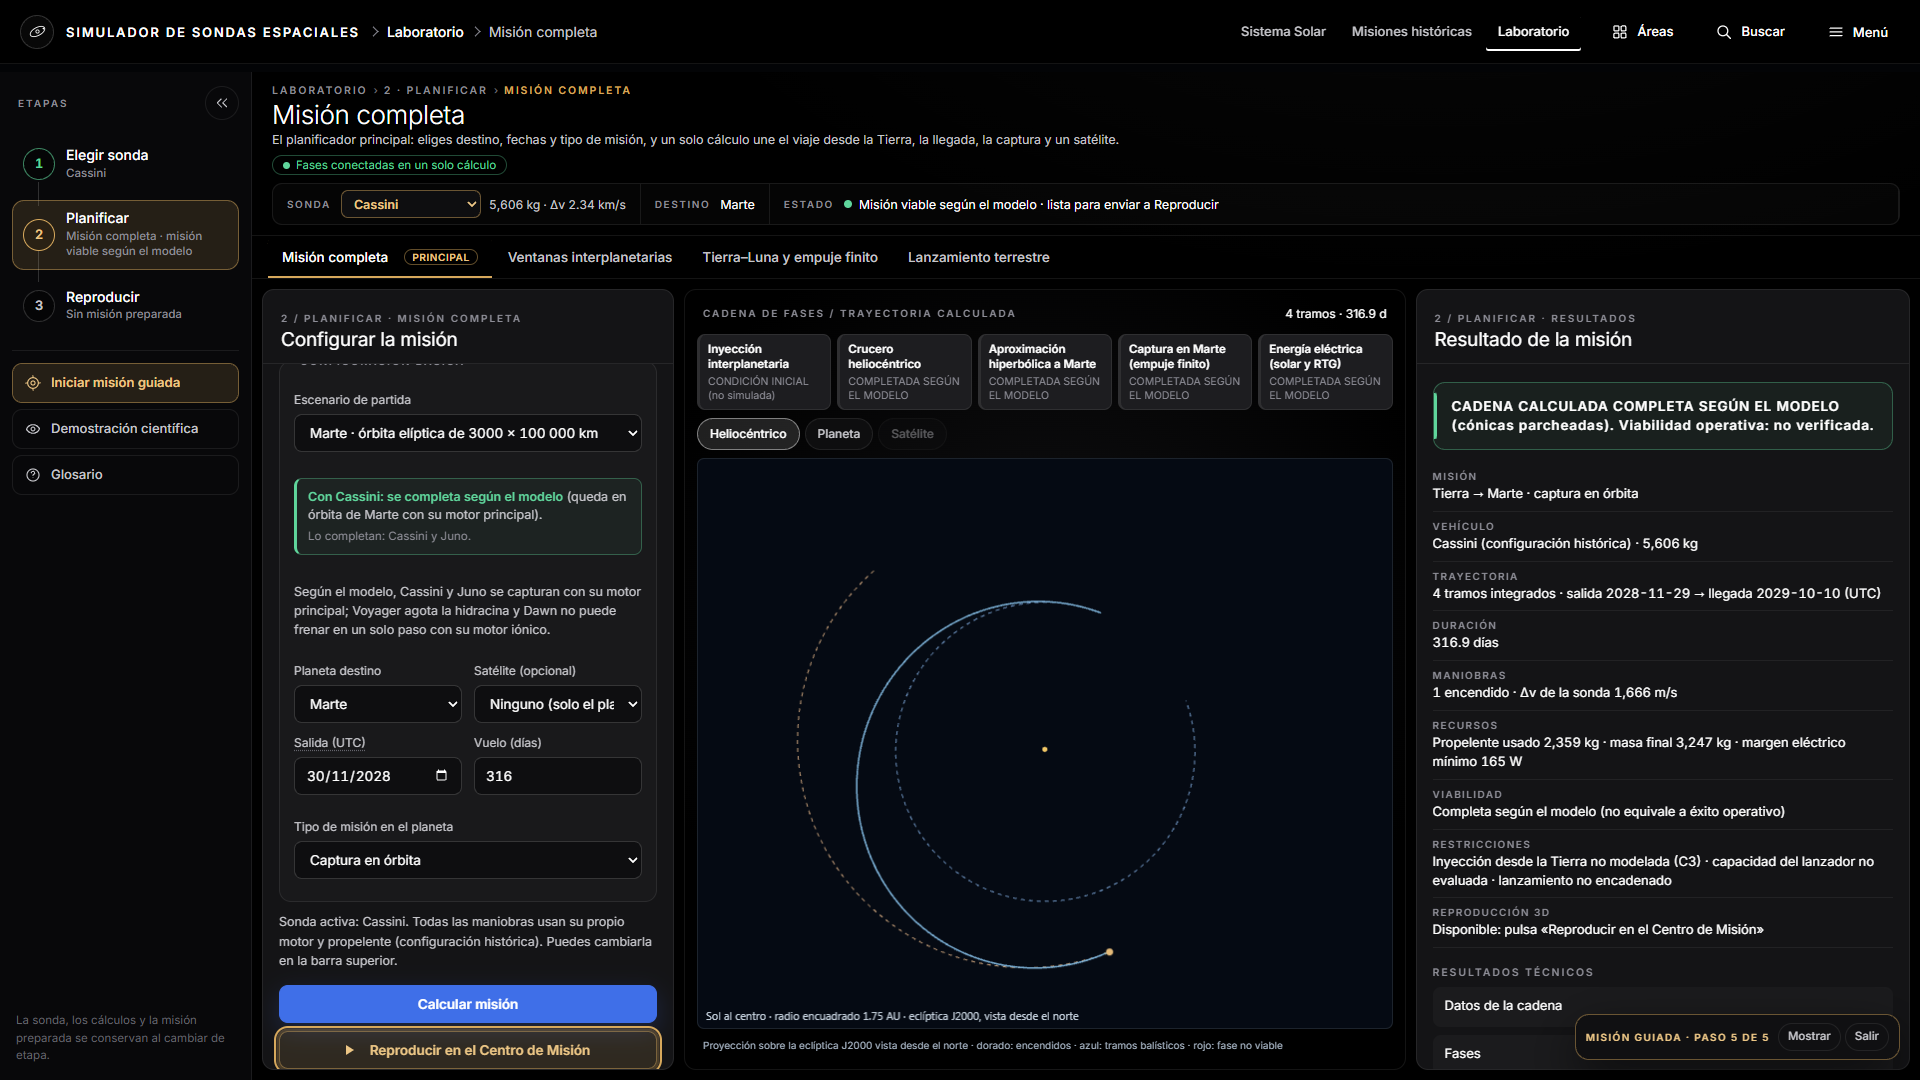 SIMULADOR DE SONDAS ESPACIALES > Laboratorio > Misión completa
Sistema Solar
Misiones históricas
Laboratorio
Áreas
Buscar
Menú
ETAPAS
1
Elegir sonda
Cassini
2
Planificar
Misión completa · misión
viable según el modelo
3
Reproducir
Sin misión preparada
Iniciar misión guiada
Demostración científica
Glosario
La sonda, los cálculos y la misión
preparada se conservan al cambiar de
etapa.
LABORATORIO › 2 · PLANIFICAR › MISIÓN COMPLETA
Misión completa
El planificador principal: eliges destino, fechas y tipo de misión, y un solo cálculo une el viaje desde la Tierra, la llegada, la captura y un satélite.
Fases conectadas en un solo cálculo
SONDA
Cassini
5,606 kg · Δv 2.34 km/s
DESTINO Marte
ESTADO
Misión viable según el modelo · lista para enviar a Reproducir
Misión completa
PRINCIPAL
Ventanas interplanetarias
Tierra–Luna y empuje finito
Lanzamiento terrestre
2 / PLANIFICAR · MISIÓN COMPLETA
Configurar la misión
Escenario de partida
Marte · órbita elíptica de 3000 × 100 000 km
Con Cassini: se completa según el modelo (queda en
órbita de Marte con su motor principal).
Lo completan: Cassini y Juno.
Según el modelo, Cassini y Juno se capturan con su motor
principal; Voyager agota la hidracina y Dawn no puede
frenar en un solo paso con su motor iónico.
Planeta destino
Satélite (opcional)
Marte
Ninguno (solo el pla
Salida (UTC)
Vuelo (días)
30/11/2028
316
Tipo de misión en el planeta
Captura en órbita
Sonda activa: Cassini. Todas las maniobras usan su propio
motor y propelente (configuración histórica). Puedes cambiarla
en la barra superior.
Calcular misión
Reproducir en el Centro de Misión
CADENA DE FASES / TRAYECTORIA CALCULADA
4 tramos · 316.9 d
Inyección
interplanetaria
CONDICIÓN INICIAL
(no simulada)
Crucero
heliocéntrico
COMPLETADA SEGÚN
EL MODELO
Aproximación
hiperbólica a Marte
COMPLETADA SEGÚN
EL MODELO
Captura en Marte
(empuje finito)
COMPLETADA SEGÚN
EL MODELO
Energía eléctrica
(solar y RTG)
COMPLETADA SEGÚN
EL MODELO
Heliocéntrico
Planeta
Satélite
Sol al centro · radio encuadrado 1.75 AU · eclíptica J2000, vista desde el norte
Proyección sobre la eclíptica J2000 vista desde el norte · dorado: encendidos · azul: tramos balísticos · rojo: fase no viable
2 / PLANIFICAR · RESULTADOS
Resultado de la misión
CADENA CALCULADA COMPLETA SEGÚN EL MODELO
(cónicas parcheadas). Viabilidad operativa: no verificada.
MISIÓN
Tierra → Marte · captura en órbita
VEHÍCULO
Cassini (configuración histórica) · 5,606 kg
TRAYECTORIA
4 tramos integrados · salida 2028-11-29 → llegada 2029-10-10 (UTC)
DURACIÓN
316.9 días
MANIOBRAS
1 encendido · Δv de la sonda 1,666 m/s
RECURSOS
Propelente usado 2,359 kg · masa final 3,247 kg · margen eléctrico
mínimo 165 W
VIABILIDAD
Completa según el modelo (no equivale a éxito operativo)
RESTRICCIONES
Inyección desde la Tierra no modelada (C3) · capacidad del lanzador no
evaluada · lanzamiento no encadenado
REPRODUCCIÓN 3D
Disponible: pulsa «Reproducir en el Centro de Misión»
RESULTADOS TÉCNICOS
Datos de la cadena
Fases
MISIÓN GUIADA · PASO 5 DE 5
Mostrar
Salir